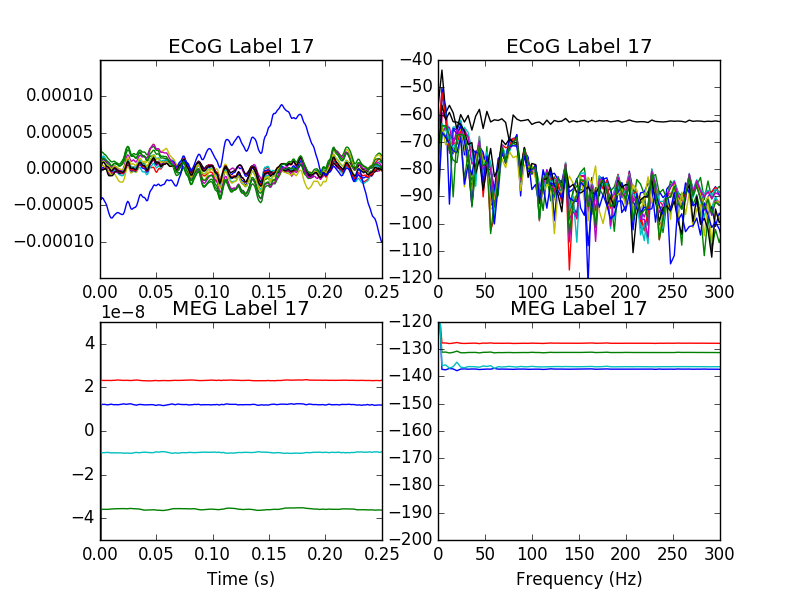 ECoG Label 17
ECoG Label 17
0.00010
0.00005
0.00000
−0.00005
−0.00010
0.00 0.05 0.10 0.15 0.20 0.25
−40
−50
−60
−70
−80
−90
−100
−110
−120
0 50 100 150 200 250 300
1e−8
MEG Label 17
MEG Label 17
4
2
0
−2
−4
0.00 0.05 0.10 0.15 0.20 0.25
Time (s)
−120
−130
−140
−150
−160
−170
−180
−190
−200
0 50 100 150 200 250 300
Frequency (Hz)